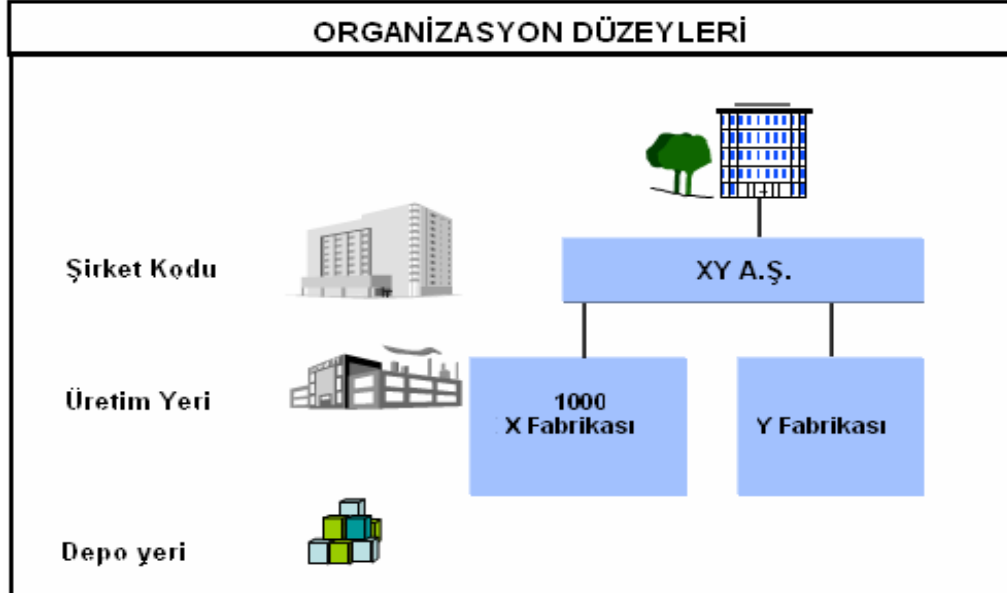 ORGANİZASYON DÜZEYLERİ
Şirket Kodu
XY A.Ş.
Üretim Yeri
1000
X Fabrikası
Y Fabrikası
Depo yeri